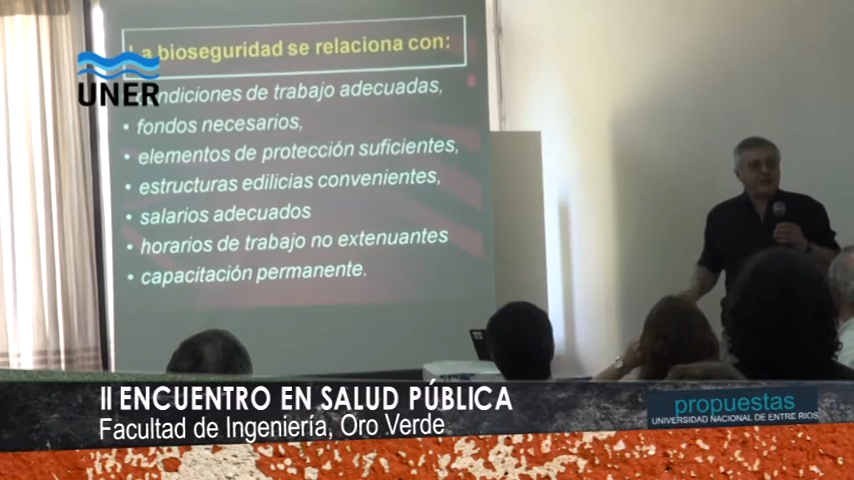 La bioseguridad se relaciona con:
UNER
condiciones de trabajo adecuadas,
• fondos necesarios,
• elementos de protección suficientes,
• estructuras edilicias convenientes,
• salarios adecuados
• horarios de trabajo no extenuantes
• capacitación permanente.
II ENCUENTRO EN SALUD PÚBLICA
Facultad de Ingeniería, Oro Verde
propuestas
UNIVERSIDAD NACIONAL DE ENTRE RIOS